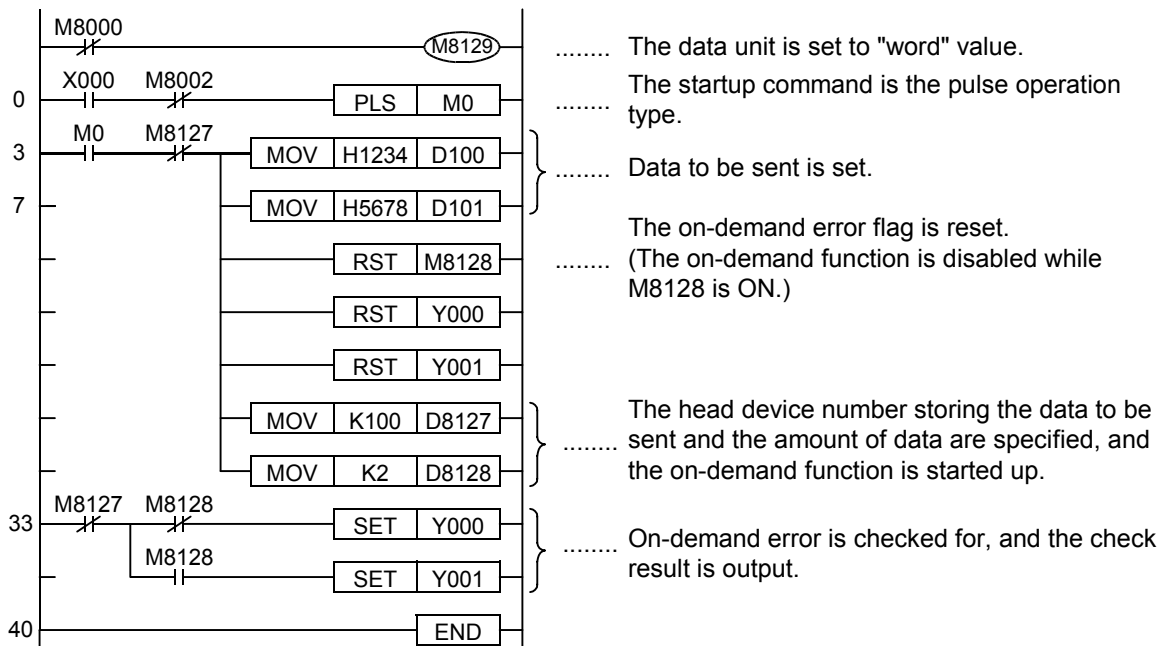 M8000
M8129
........ The data unit is set to "word" value.
X000 M8002
0 PLS M0
........ The startup command is the pulse operation
type.
M0 M8127
3 MOV H1234 D100
........ Data to be sent is set.
7 MOV H5678 D101
The on-demand error flag is reset.
RST M8128 ........ (The on-demand function is disabled while
M8128 is ON.)
RST Y000
RST Y001
MOV K100 D8127
The head device number storing the data to be
........ sent and the amount of data are specified, and
the on-demand function is started up.
MOV K2 D8128
M8127 M8128
33 SET Y000
........ On-demand error is checked for, and the check
result is output.
M8128
SET Y001
40 END